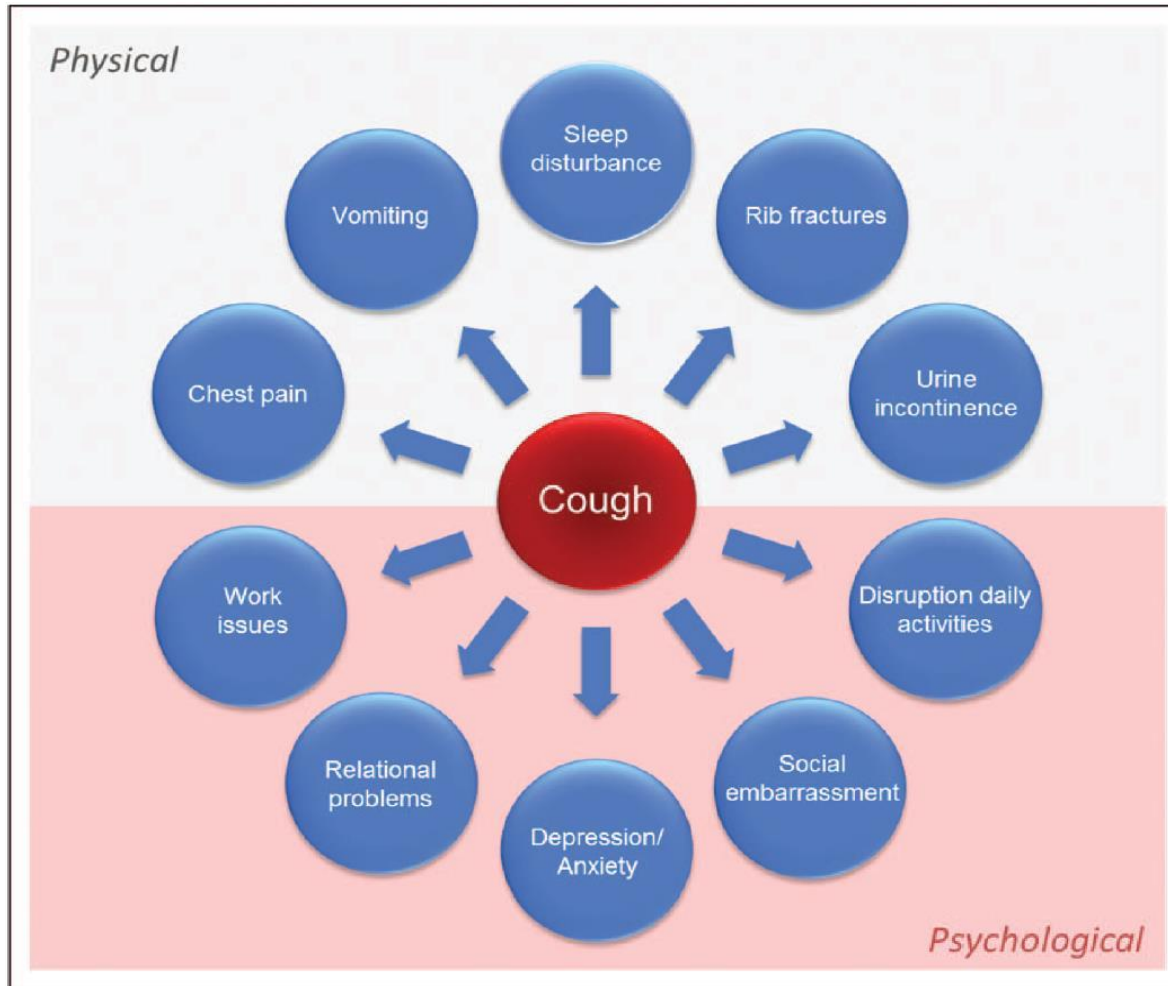 Physical
Sleep
disturbance
Vomiting
Rib fractures
Chest pain
Urine
incontinence
Cough
Work
issues
Disruption daily
activities
Relational
problems
Social
embarrassment
Depression/
Anxiety
Psychological